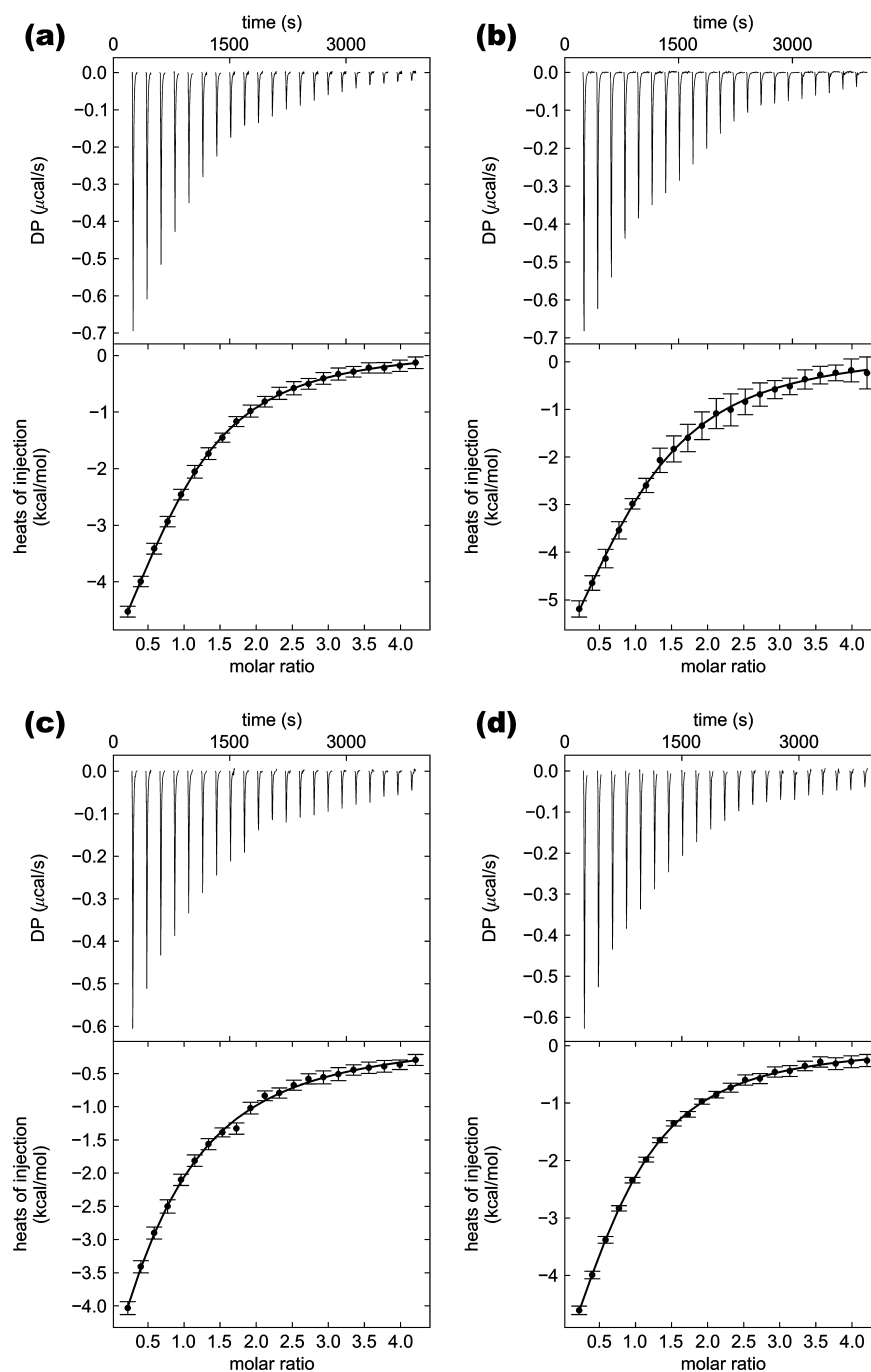 (a)
time (s)
0 1500 3000
0.0
−0.1
−0.2
−0.3
−0.4
−0.5
−0.6
−0.7
DP (μcal/s)
0
−1
−2
−3
−4
heats of injection
(kcal/mol)
0.5 1.0 1.5 2.0 2.5 3.0 3.5 4.0
molar ratio
(b)
time (s)
0 1500 3000
0.0
−0.1
−0.2
−0.3
−0.4
−0.5
−0.6
−0.7
DP (μcal/s)
0
−1
−2
−3
−4
−5
heats of injection
(kcal/mol)
0.5 1.0 1.5 2.0 2.5 3.0 3.5 4.0
molar ratio
(c)
time (s)
0 1500 3000
0.0
−0.1
−0.2
−0.3
−0.4
−0.5
−0.6
DP (μcal/s)
−0.5
−1.0
−1.5
−2.0
−2.5
−3.0
−3.5
−4.0
heats of injection
(kcal/mol)
0.5 1.0 1.5 2.0 2.5 3.0 3.5 4.0
molar ratio
(d)
time (s)
0 1500 3000
0.0
−0.1
−0.2
−0.3
−0.4
−0.5
−0.6
DP (μcal/s)
0
−1
−2
−3
−4
heats of injection
(kcal/mol)
0.5 1.0 1.5 2.0 2.5 3.0 3.5 4.0
molar ratio